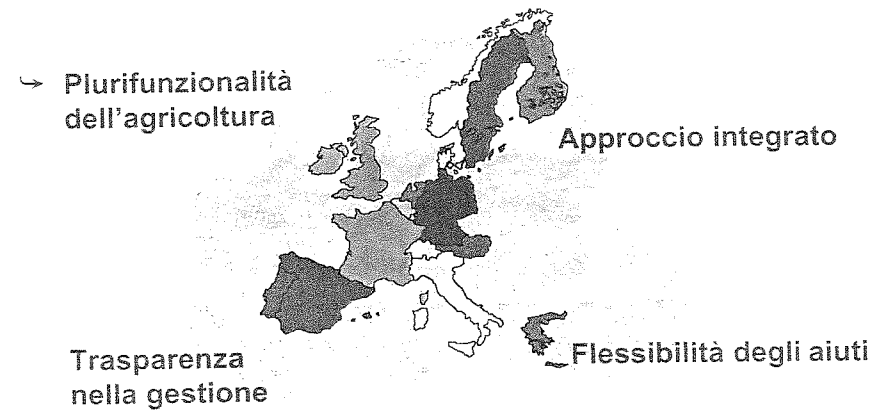 ↳ Plurifunzionalità
dell'agricoltura
Approccio integrato
Trasparenza
nella gestione
Flessibilità degli aiuti